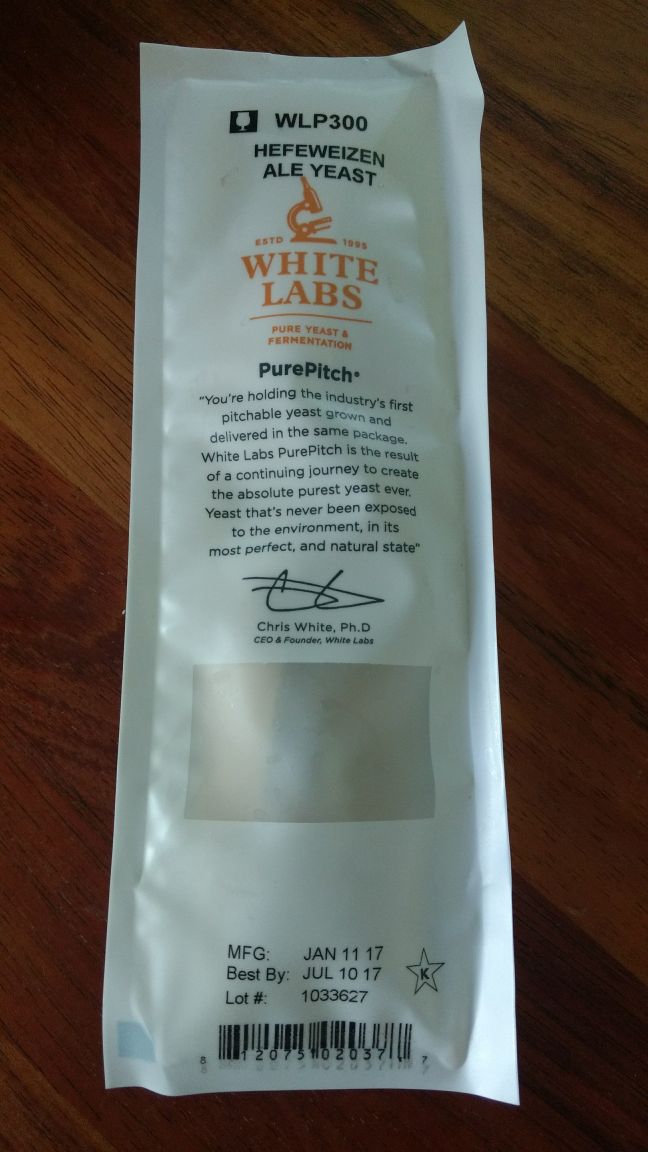 WLP300
HEFEWEIZEN
ALE YEAST
ESTD 1995
WHITE
LABS
PURE YEAST &
FERMENTATION
PurePitch®
“You're holding the industry's first
pitchable yeast grown and
delivered in the same package.
White Labs PurePitch is the result
of a continuing journey to create
the absolute purest yeast ever.
Yeast that's never been exposed
to the environment, in its
most perfect, and natural state”
Chris White, Ph.D
CEO & Founder, White Labs
MFG: JAN 11 17
Best By: JUL 10 17
K
Lot #: 1033627